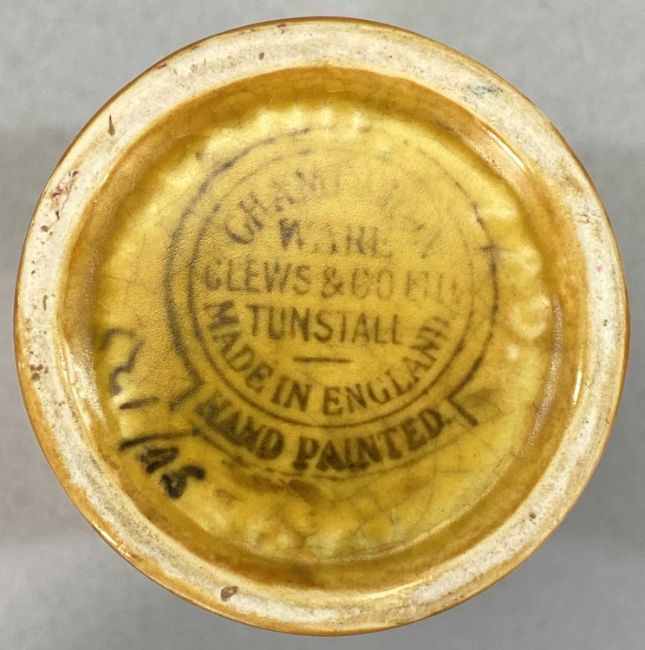 WARE
CLEWS & CO LTD
TUNSTALL
MADE IN ENGLAND
HAND PAINTED.